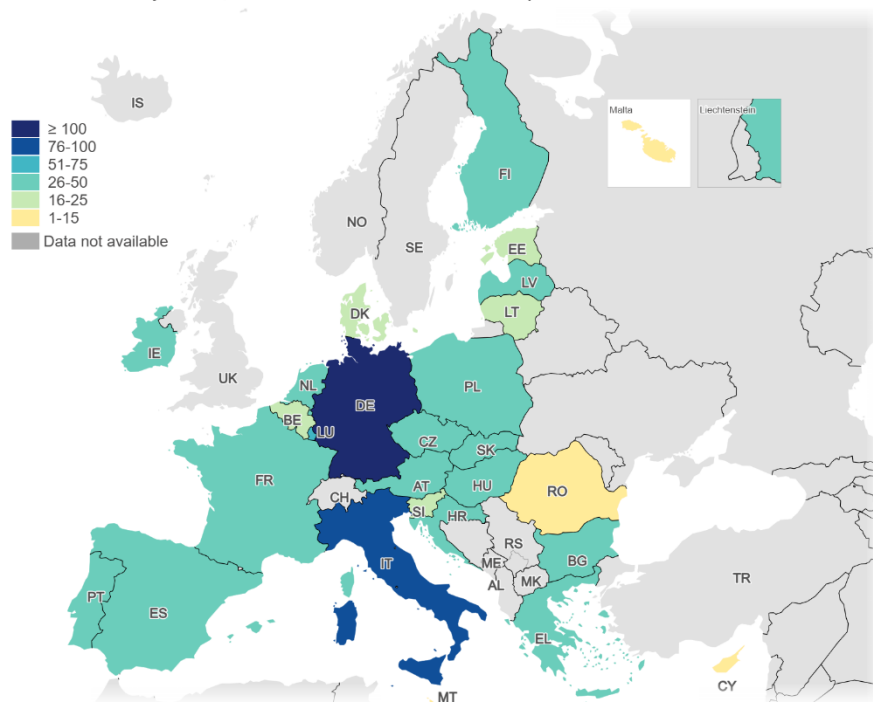 IS
≥ 100
76-100
51-75
26-50
16-25
1-15
Data not available
Malta
Liechtenstein
FI
NO
SE
EE
LV
LT
DK
IE
UK
NL
DE
PL
BE
LU
CZ
SK
FR
CH
AT
HU
SI
HR
RO
IT
RS
ME
BG
MK
AL
TR
PT
ES
EL
CY
MT